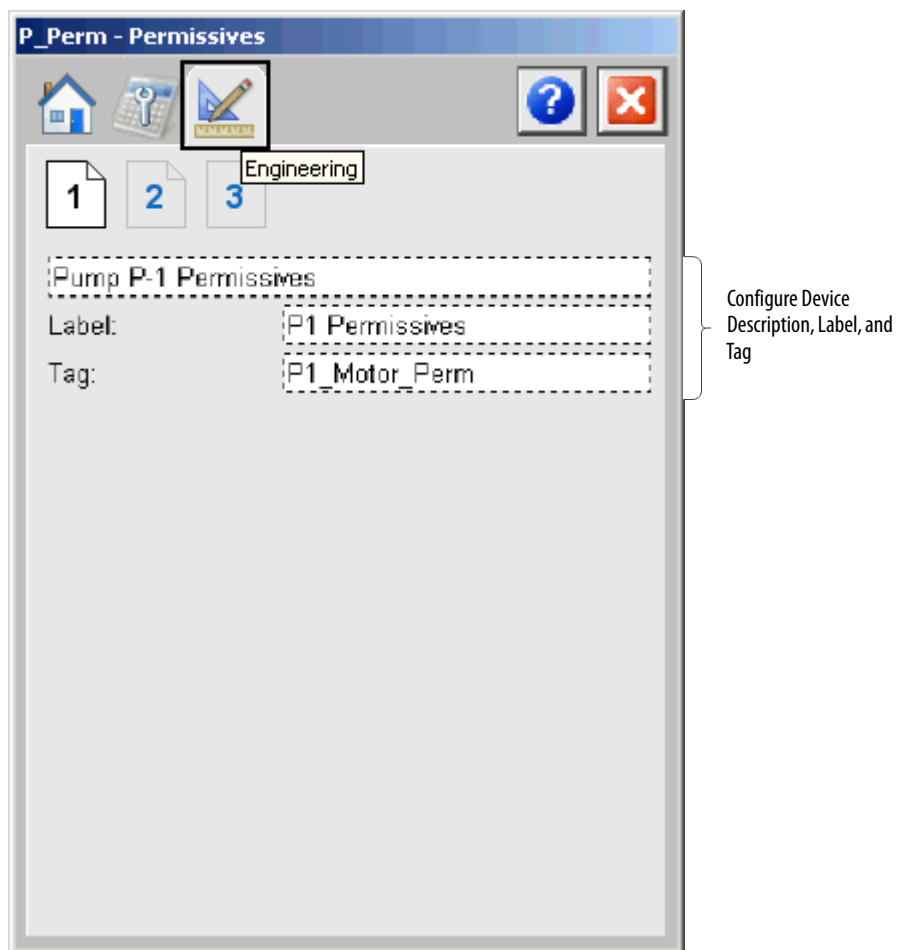 P_Perm - Permissives
?
Engineering
1 2 3
Pump P-1 Permissives
Label: P1 Permissives
Tag: P1_Motor_Perm
Configure Device
Description, Label, and
Tag